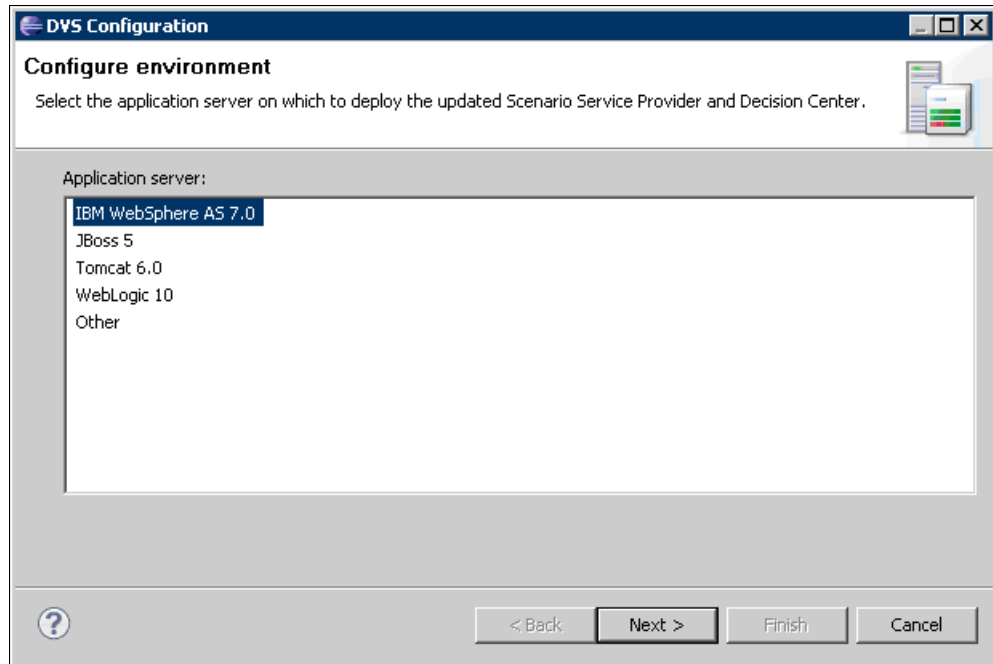 DVS Configuration
Configure environment
Select the application server on which to deploy the updated Scenario Service Provider and Decision Center.
Application server:
IBM WebSphere AS 7.0
JBoss 5
Tomcat 6.0
WebLogic 10
Other
?
< Back
Next >
Finish
Cancel